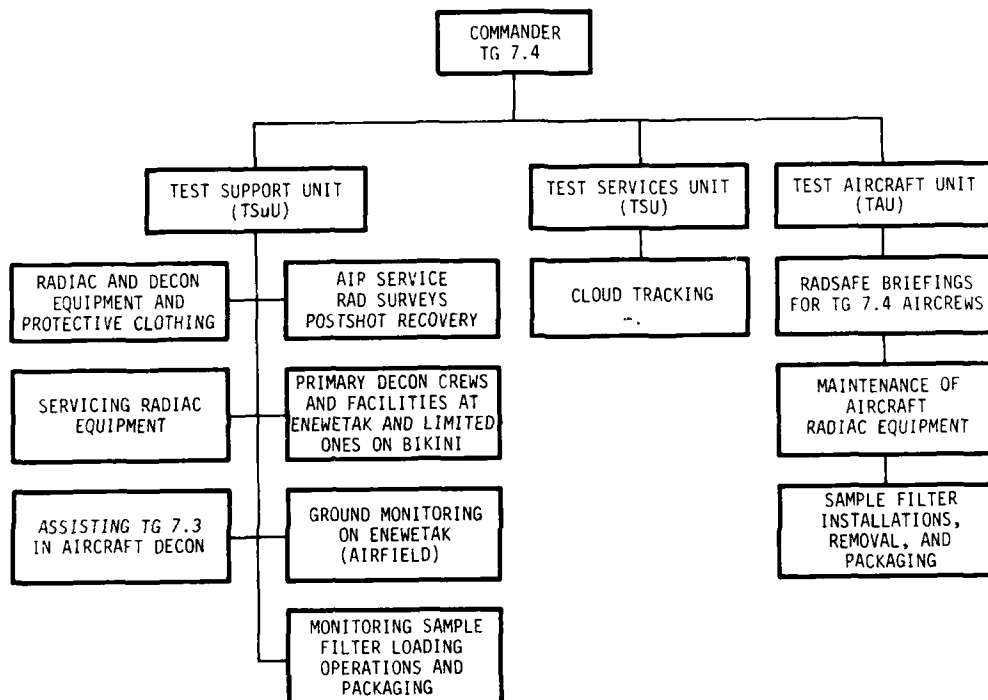 COMMANDER
TG 7.4
TEST SUPPORT UNIT
(TSuU)
TEST SERVICES UNIT
(TSU)
TEST AIRCRAFT UNIT
(TAU)
RADIAC AND DECON
EQUIPMENT AND
PROTECTIVE CLOTHING
AIR SERVICE
RAD SURVEYS
POSTSHOT RECOVERY
CLOUD TRACKING
RADSAFE BRIEFINGS
FOR TG 7.4 AIRCREWS
SERVICING RADIAC
EQUIPMENT
PRIMARY DECON CREWS
AND FACILITIES AT
ENEWETAK AND LIMITED
ONES ON BIKINI
MAINTENANCE OF
AIRCRAFT
RADIAC EQUIPMENT
ASSISTING TG 7.3
IN AIRCRAFT DECON
GROUND MONITORING
ON ENEWETAK
(AIRFIELD)
SAMPLE FILTER
INSTALLATIONS,
REMOVAL, AND
PACKAGING
MONITORING SAMPLE
FILTER LOADING
OPERATIONS AND
PACKAGING